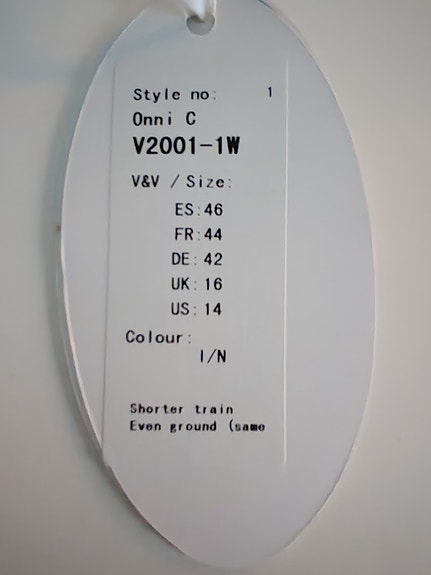 Style no: 1
Onni C
V2001-1W
V&V / Size:
ES:46
FR:44
DE:42
UK:16
US:14
Colour:
I/N
Shorter train
Even ground (same